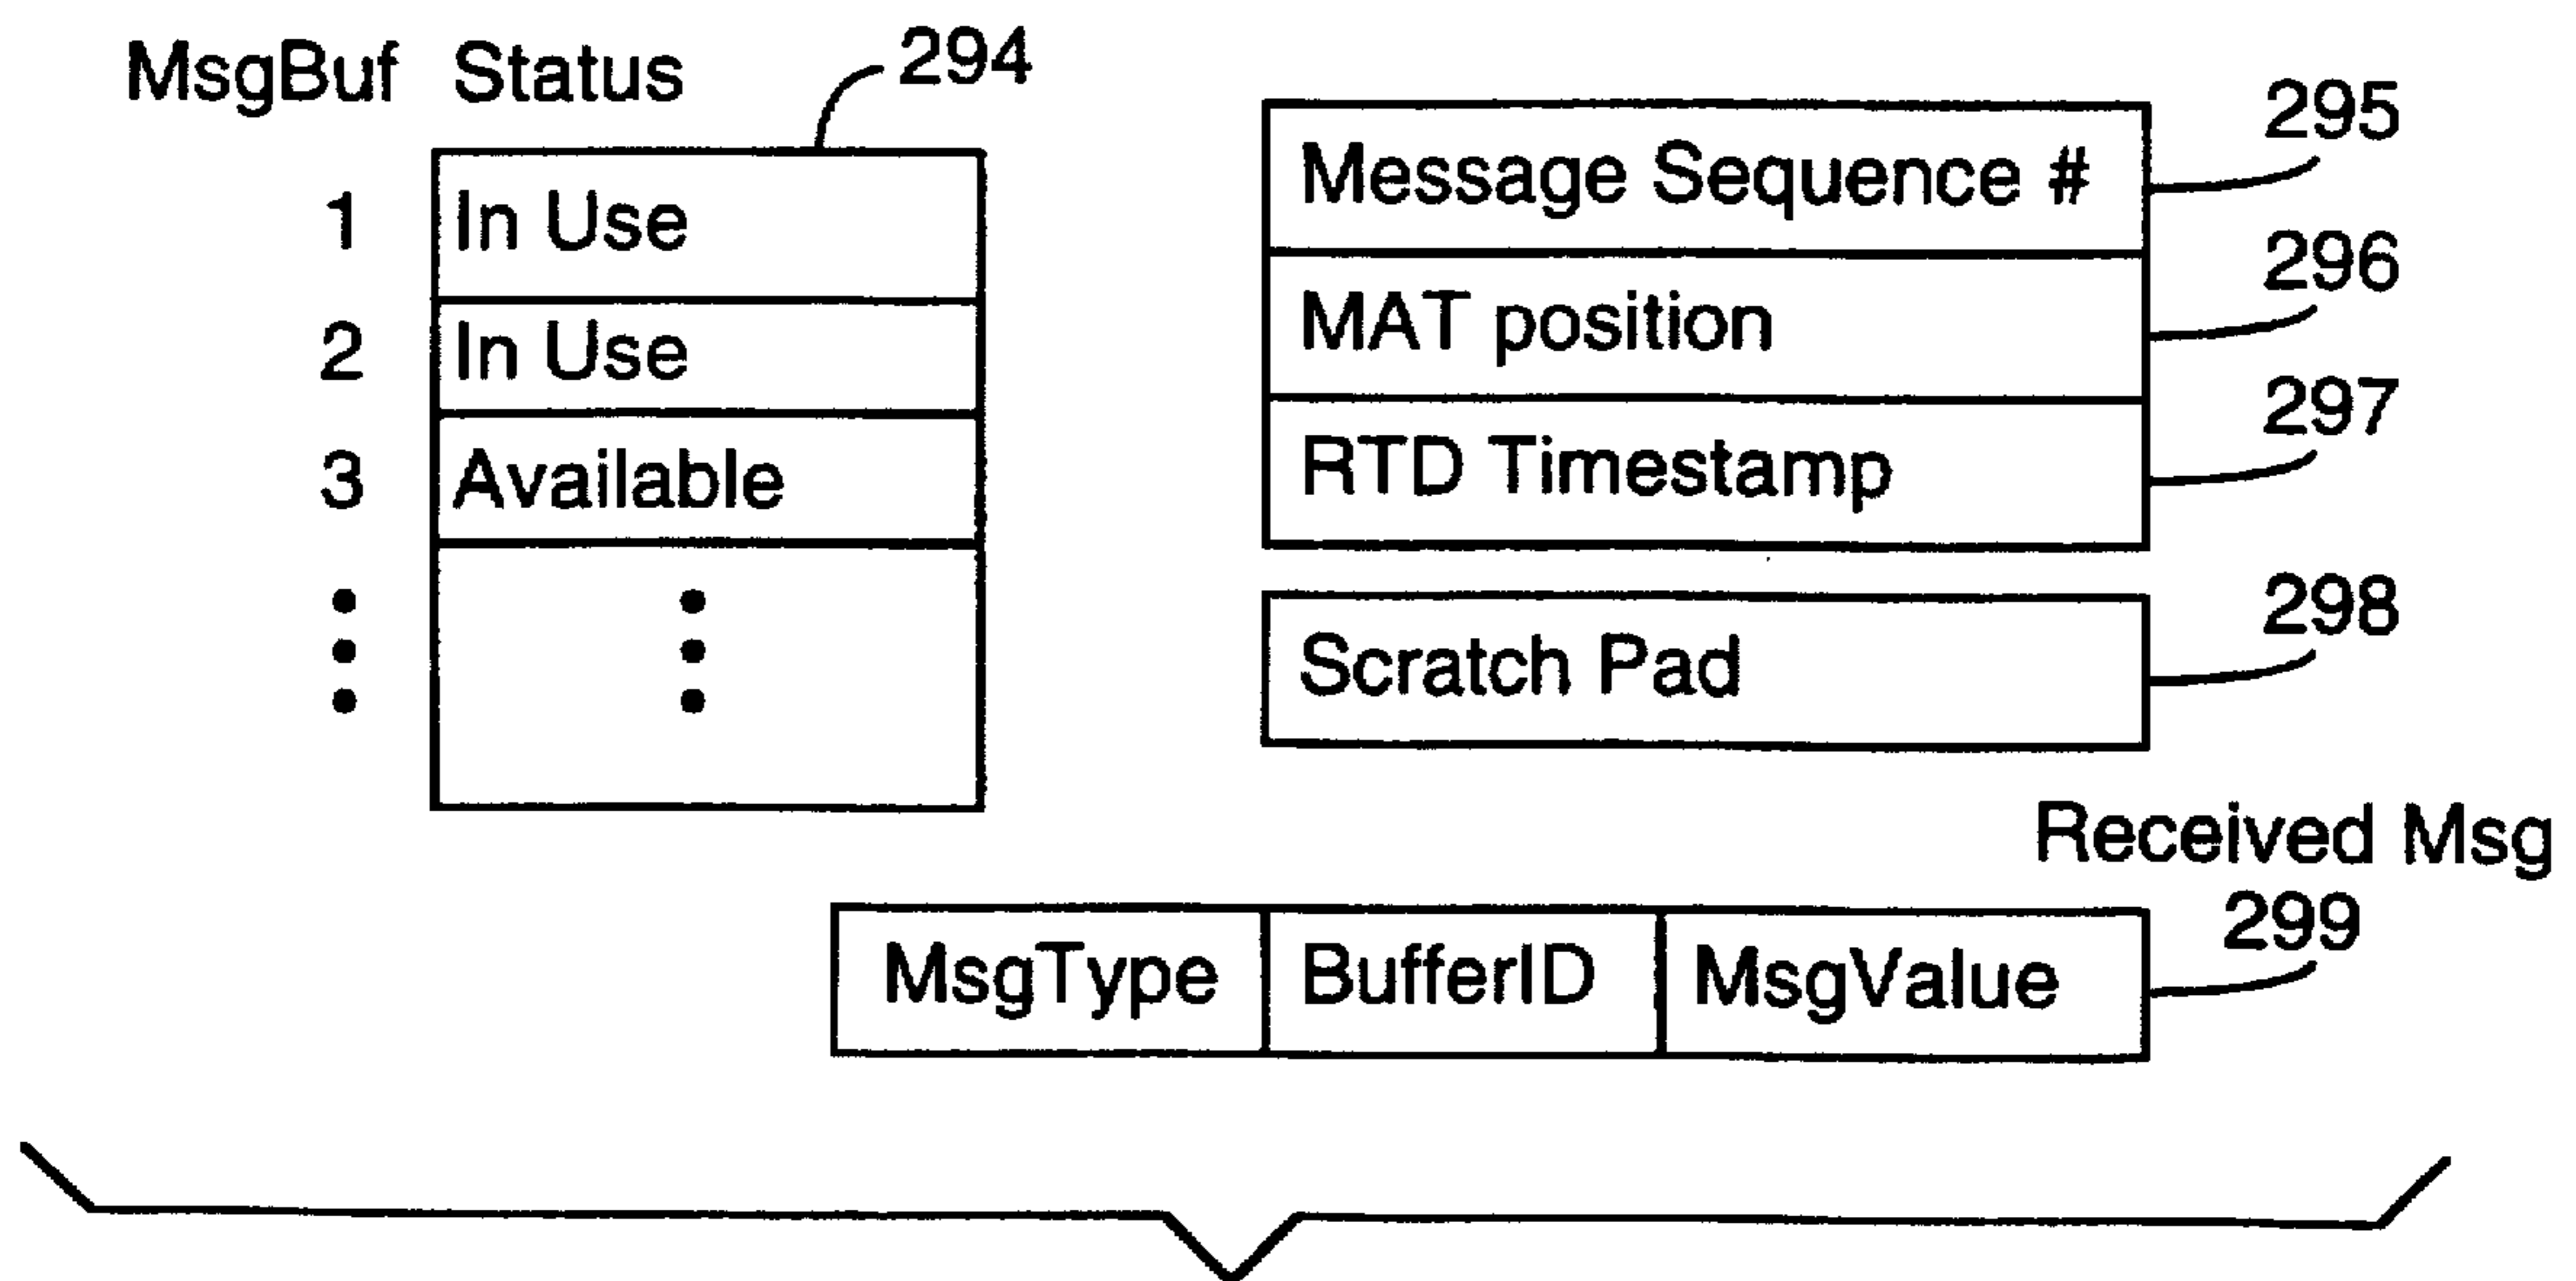 MsgBuf Status 294
1 In Use
2 In Use
3 Available
Message Sequence # 295
MAT position 296
RTD Timestamp 297
Scratch Pad 298
Received Msg
299
MsgType BufferID MsgValue